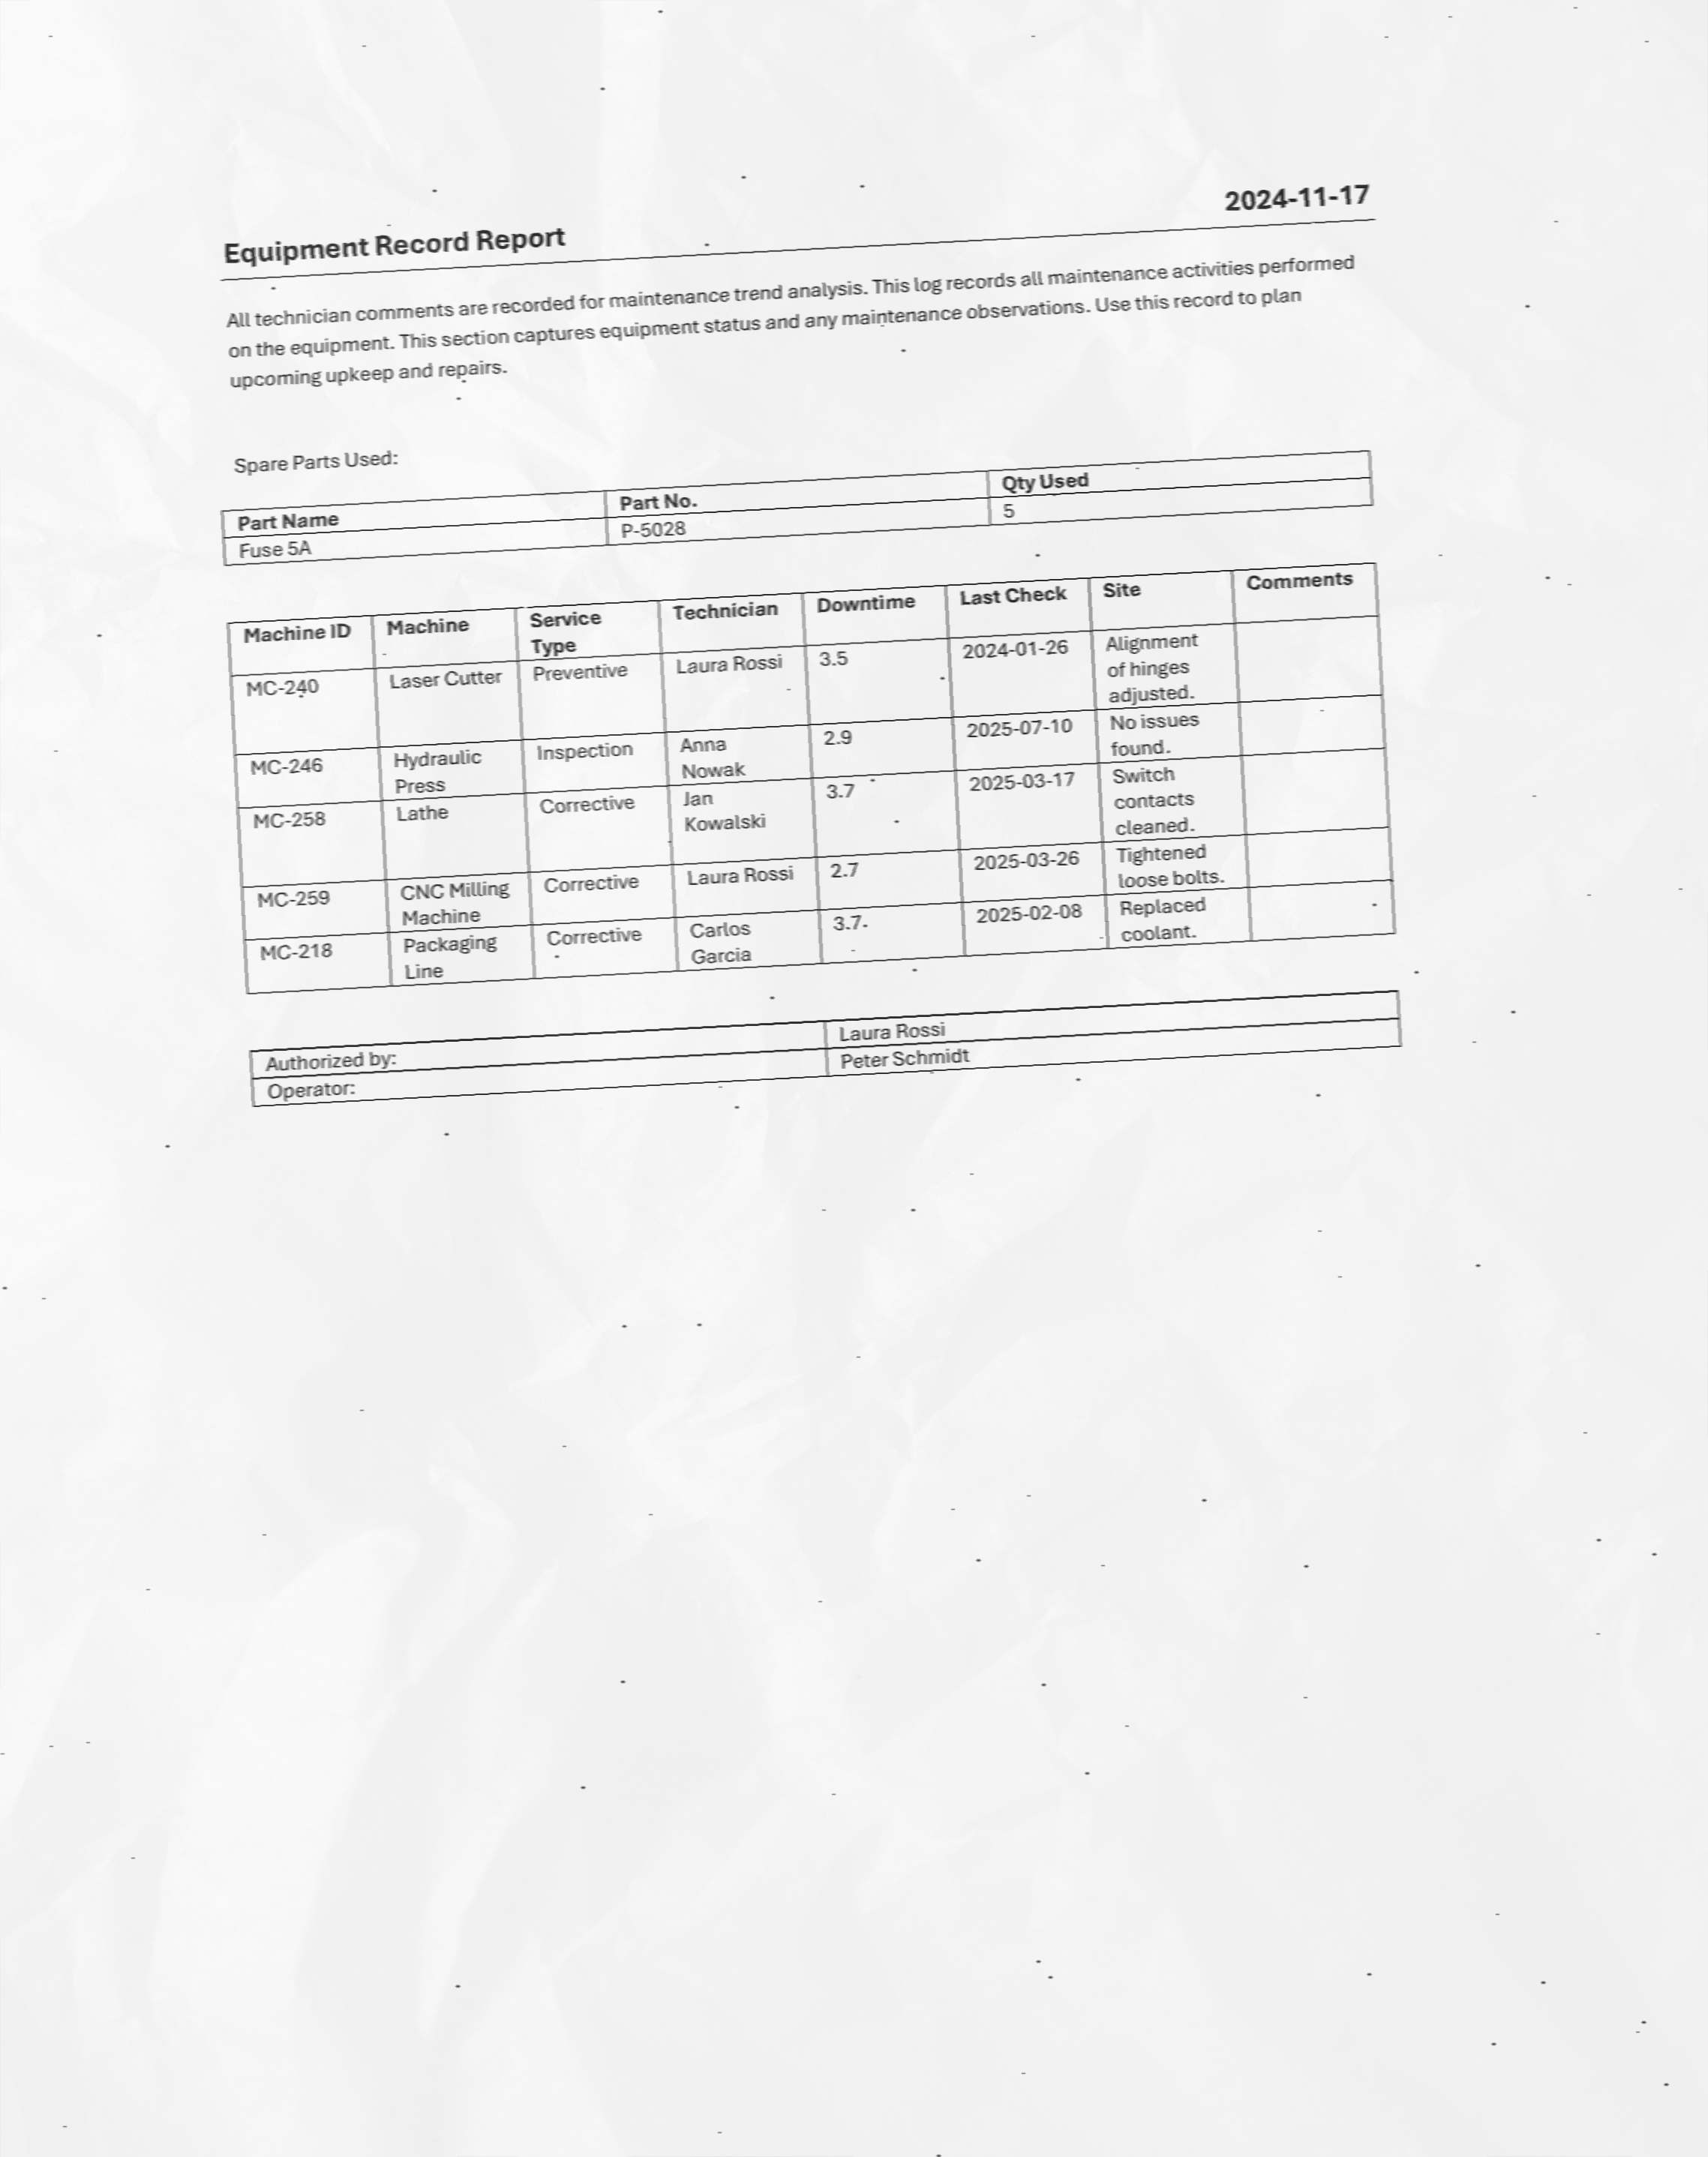 2024-11-17
Equipment Record Report
All technician comments are recorded for maintenance trend analysis. This log records all maintenance activities performed
on the equipment. This section captures equipment status and any maintenance observations. Use this record to plan
upcoming upkeep and repairs.
Spare Parts Used:
Part Name Part No. Qty Used
Fuse 5A P-5028 5
Machine ID Machine Service Type Technician Downtime Last Check Site Comments
MC-240 Laser Cutter Preventive Laura Rossi 3.5 2024-01-26 Alignment of hinges adjusted.
MC-246 Hydraulic Press Inspection Anna Nowak 2.9 2025-07-10 No issues found.
MC-258 Lathe Corrective Jan Kowalski 3.7 2025-03-17 Switch contacts cleaned.
MC-259 CNC Milling Machine Corrective Laura Rossi 2.7 2025-03-26 Tightened loose bolts.
MC-218 Packaging Line Corrective Carlos Garcia 3.7 2025-02-08 Replaced coolant.
Authorized by: Laura Rossi
Operator: Peter Schmidt